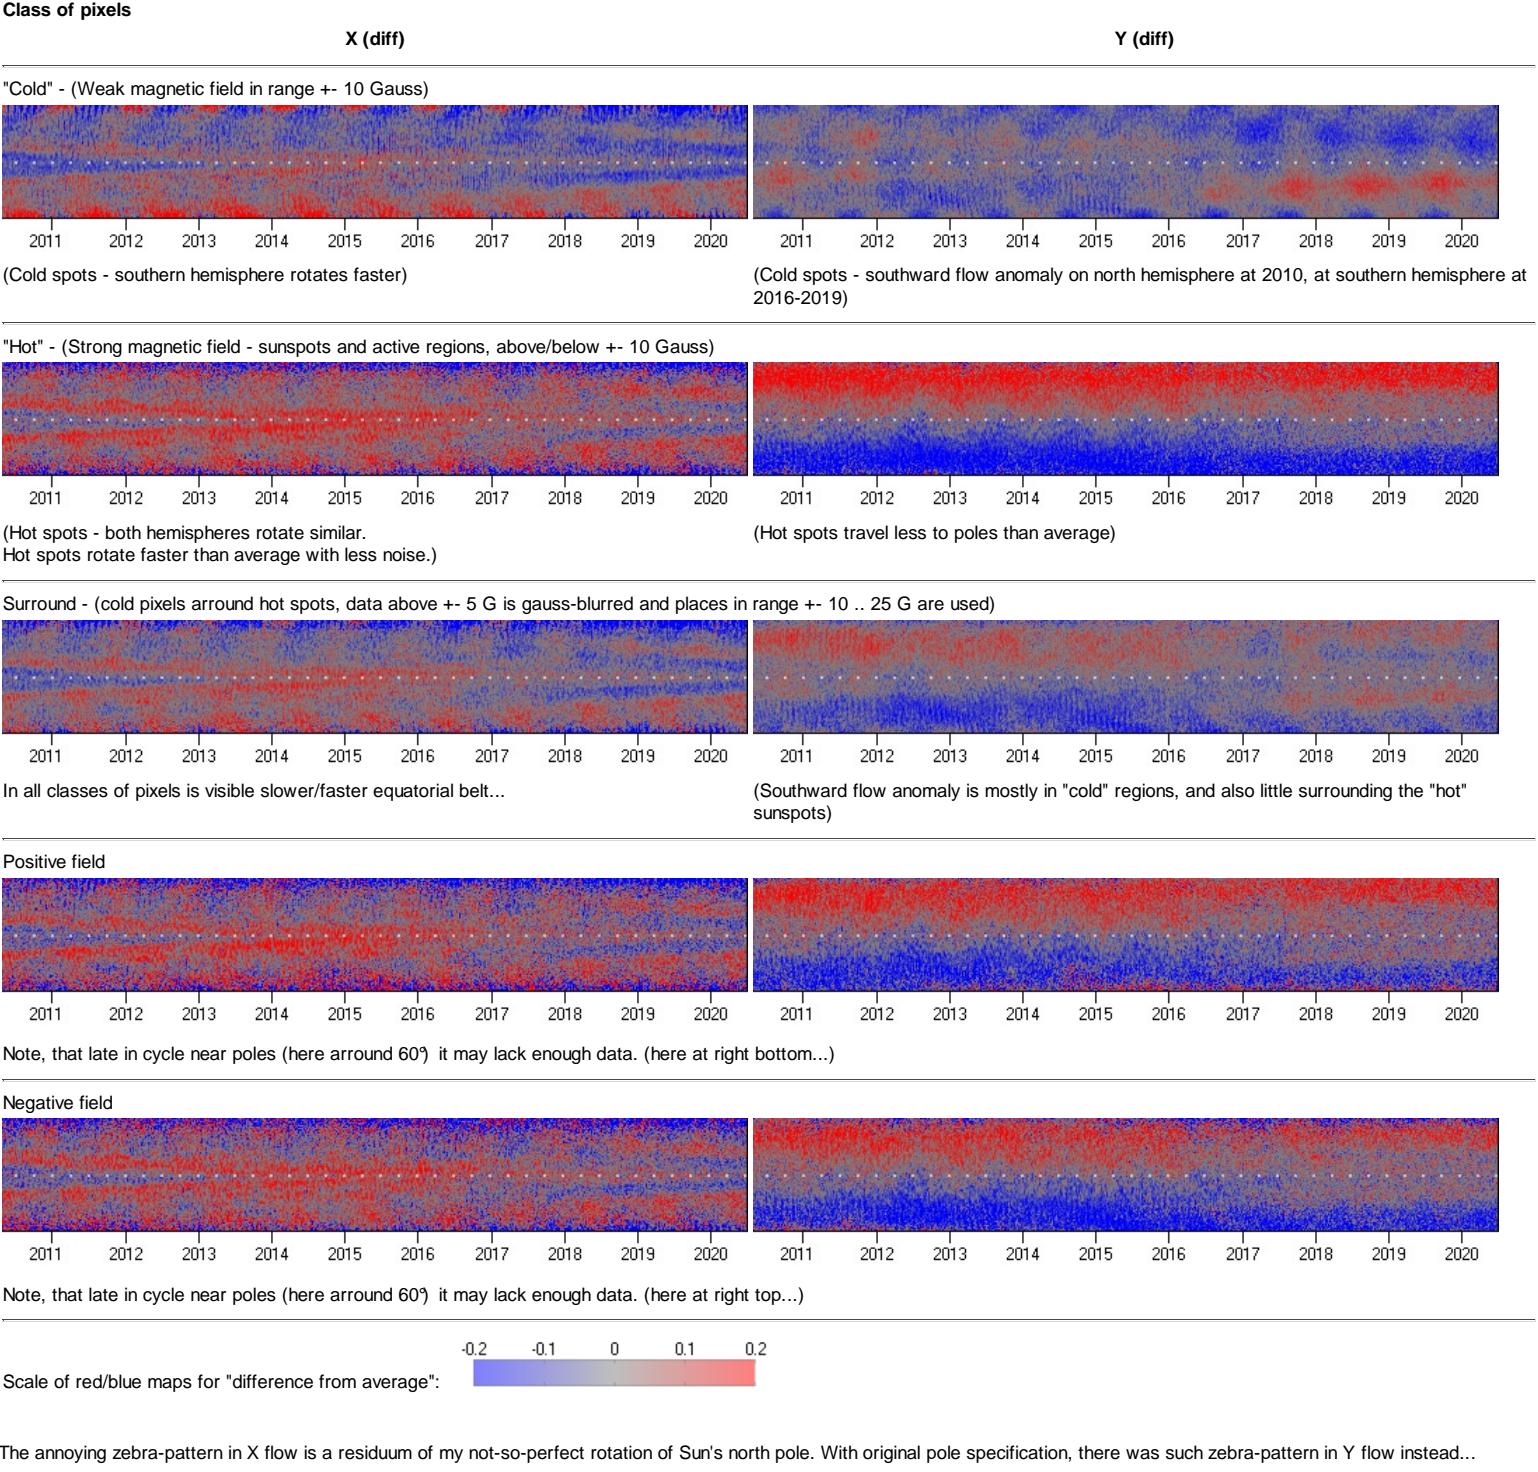 Class of pixels
X (diff)
Y (diff)
"Cold" - (Weak magnetic field in range +- 10 Gauss)
2011 2012 2013 2014 2015 2016 2017 2018 2019 2020
2011 2012 2013 2014 2015 2016 2017 2018 2019 2020
(Cold spots - southern hemisphere rotates faster)
(Cold spots - southward flow anomaly on north hemisphere at 2010, at southern hemisphere at
2016-2019)
"Hot" - (Strong magnetic field - sunspots and active regions, above/below +- 10 Gauss)
2011 2012 2013 2014 2015 2016 2017 2018 2019 2020
2011 2012 2013 2014 2015 2016 2017 2018 2019 2020
(Hot spots - both hemispheres rotate similar.
Hot spots rotate faster than average with less noise.)
(Hot spots travel less to poles than average)
Surround - (cold pixels arround hot spots, data above +- 5 G is gauss-blurred and places in range +- 10 .. 25 G are used)
2011 2012 2013 2014 2015 2016 2017 2018 2019 2020
2011 2012 2013 2014 2015 2016 2017 2018 2019 2020
In all classes of pixels is visible slower/faster equatorial belt...
(Southward flow anomaly is mostly in "cold" regions, and also little surrounding the "hot"
sunspots)
Positive field
2011 2012 2013 2014 2015 2016 2017 2018 2019 2020
2011 2012 2013 2014 2015 2016 2017 2018 2019 2020
Note, that late in cycle near poles (here arround 60°) it may lack enough data. (here at right bottom...)
Negative field
2011 2012 2013 2014 2015 2016 2017 2018 2019 2020
2011 2012 2013 2014 2015 2016 2017 2018 2019 2020
Note, that late in cycle near poles (here arround 60°) it may lack enough data. (here at right top...)
-0.2 -0.1 0 0.1 0.2
Scale of red/blue maps for "difference from average":
The annoying zebra-pattern in X flow is a residuum of my not-so-perfect rotation of Sun's north pole. With original pole specification, there was such zebra-pattern in Y flow instead...